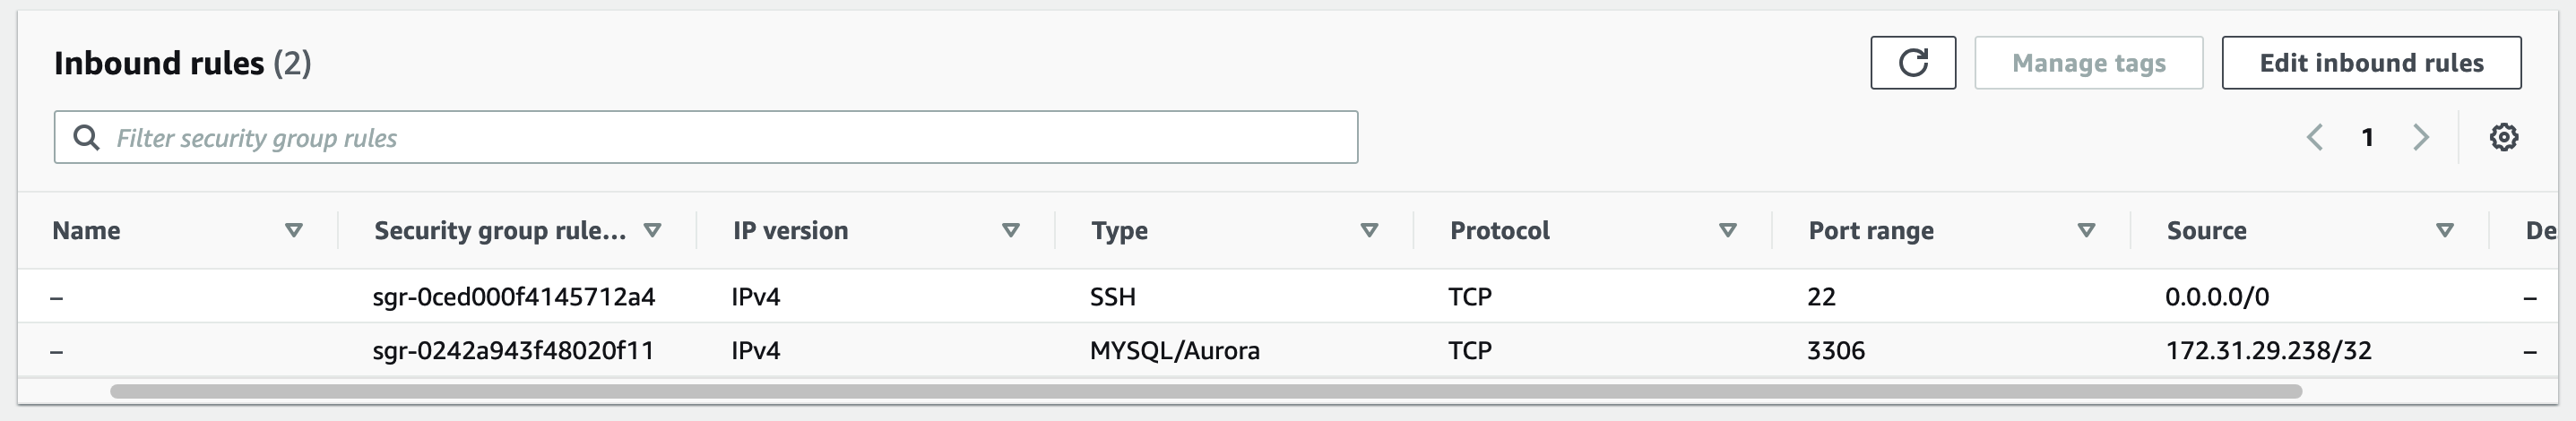 Inbound rules (2)
Manage tags
Edit inbound rules
Filter security group rules
1
Name Security group rule... IP version Type Protocol Port range Source De
– sgr-0ced000f4145712a4 IPv4 SSH TCP 22 0.0.0.0/0 –
– sgr-0242a943f48020f11 IPv4 MYSQL/Aurora TCP 3306 172.31.29.238/32 –